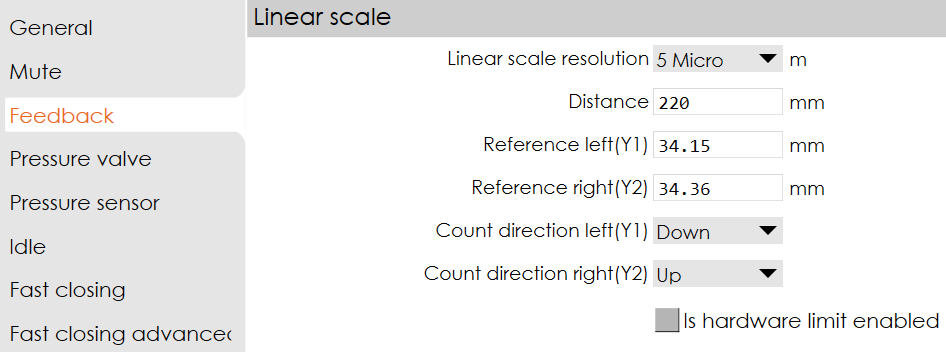 Linear scale
General
Mute
Feedback
Pressure valve
Pressure sensor
Idle
Fast closing
Fast closing advanced
Linear scale resolution 5 Micro m
Distance 220 mm
Reference left(Y1) 34.15 mm
Reference right(Y2) 34.36 mm
Count direction left(Y1) Down
Count direction right(Y2) Up
Is hardware limit enabled